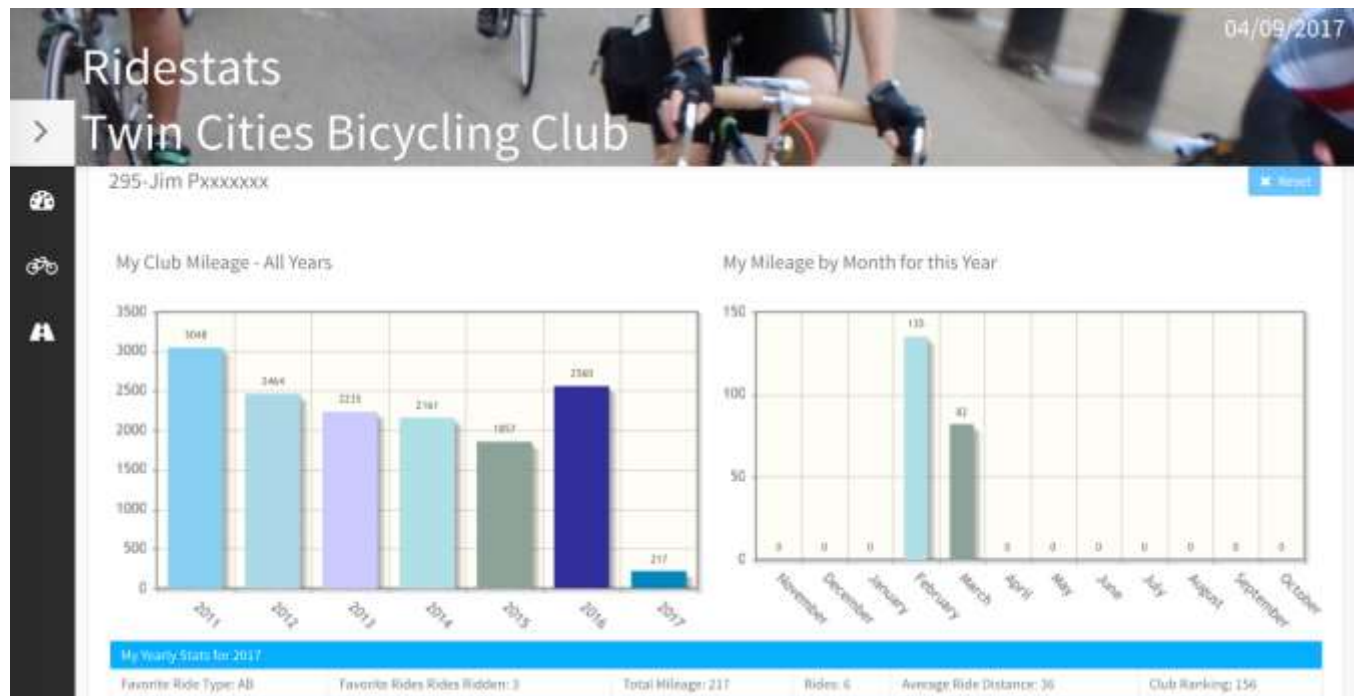 04/09/2017
Ridestats
Twin Cities Bicycling Club
295-Jim Pxxxxxxx
Reset
My Club Mileage - All Years
3500
3000
2500
2000
1500
1000
500
0
3048
2464
2235
2161
1857
2560
217
2011
2012
2013
2014
2015
2016
2017
My Mileage by Month for this Year
150
100
50
0
0
0
0
82
0
0
0
0
0
0
0
November
December
January
February
March
April
May
June
July
August
September
October
My Yearly Stats for 2017
Favorite Ride Type: AB
Favorite Rides Rides Ridden: 3
Total Mileage: 217
Rides: 6
Average Ride Distance: 36
Club Ranking: 156